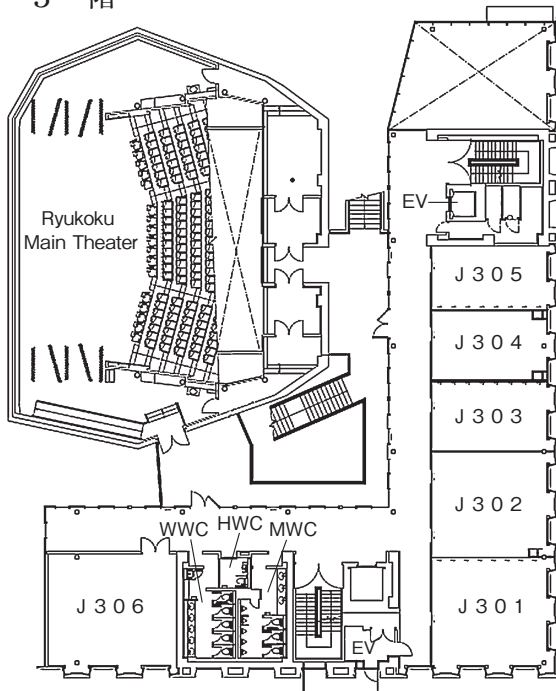 3 階
EV
Ryukoku
Main Theater
J305
J304
J303
J302
WWC
HWC
MWC
J306
J301
EV